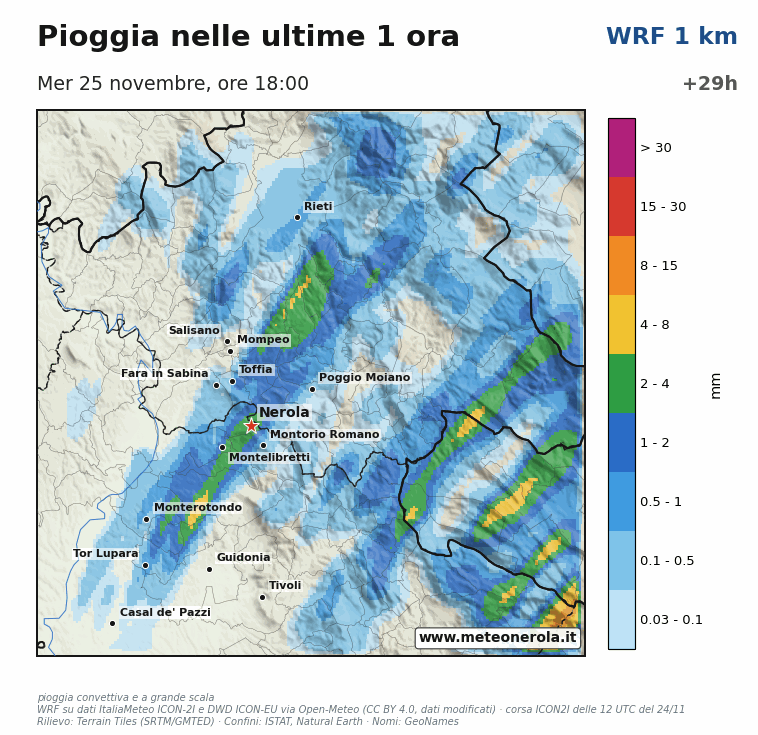 Pioggia nelle ultime 1 ora
WRF 1 km
Mer 25 novembre, ore 18:00
+29h
> 30
15 - 30
8 - 15
4 - 8
2 - 4
1 - 2
0.5 - 1
0.1 - 0.5
0.03 - 0.1
mm
Rieti
Salisano
Mompeo
Fara in Sabina
Toffia
Poggio Moiano
Nerola
Montorio Romano
Montelibretti
Monterotondo
Tor Lupara
Guidonia
Tivoli
Casal de' Pazzi
www.meteonerola.it
pioggia convettiva e a grande scala
WRF su dati ItaliaMeteo ICON-2I e DWD ICON-EU via Open-Meteo (CC BY 4.0, dati modificati) · corsa ICON2I delle 12 UTC del 24/11
Rilievo: Terrain Tiles (SRTM/GMTED) · Confini: ISTAT, Natural Earth · Nomi: GeoNames